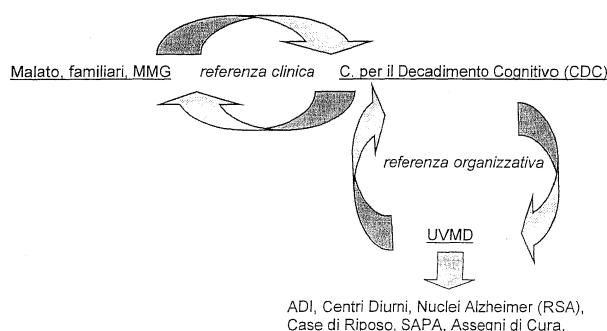 Malato, familiari, MMG referenza clinica C. per il Decadimento Cognitivo (CDC)
referenza organizzativa
UVMD
ADI, Centri Diurni, Nuclei Alzheimer (RSA),
Case di Riposo, SAPA, Assegni di Cura.